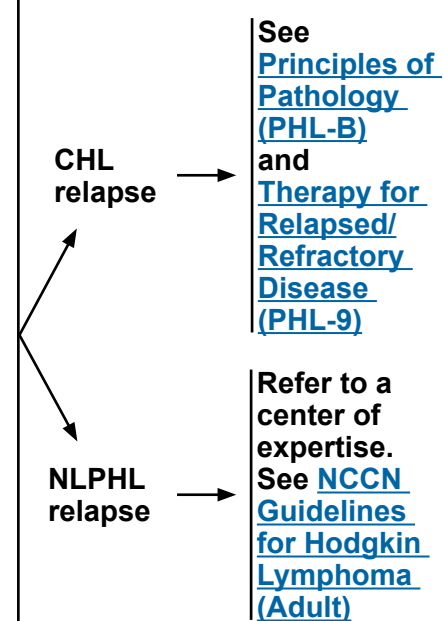 CHL
relapse
See
Principles of
Pathology
(PHL-B)
and
Therapy for
Relapsed/
Refractory
Disease
(PHL-9)
NLPHL
relapse
Refer to a
center of
expertise.
See NCCN
Guidelines
for Hodgkin
Lymphoma
(Adult)